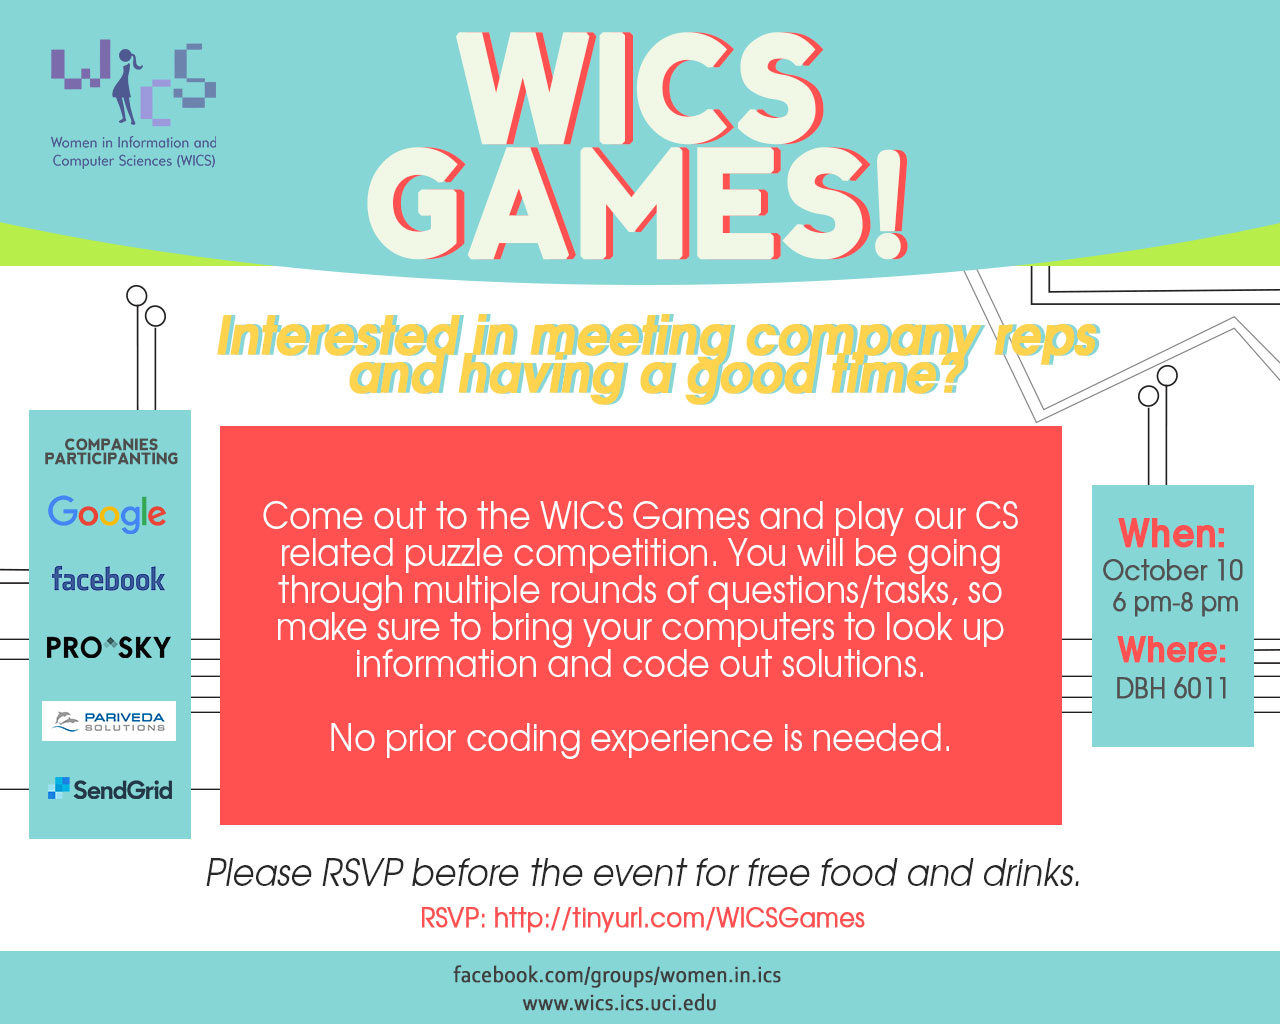 WiCS
Women in Information and
Computer Sciences (WICS)
WICS
GAMES!
Interested in meeting company reps
and having a good time?
COMPANIES
PARTICIPANTING
Google
facebook
PRO SKY
PARIVEDA
SOLUTIONS
SendGrid
Come out to the WICS Games and play our CS
related puzzle competition. You will be going
through multiple rounds of questions/tasks, so
make sure to bring your computers to look up
information and code out solutions.
No prior coding experience is needed.
When:
October 10
6 pm-8 pm
Where:
DBH 6011
Please RSVP before the event for free food and drinks.
RSVP: http://tinyurl.com/WICSGames
facebook.com/groups/women.in.ics
www.wics.ics.uci.edu